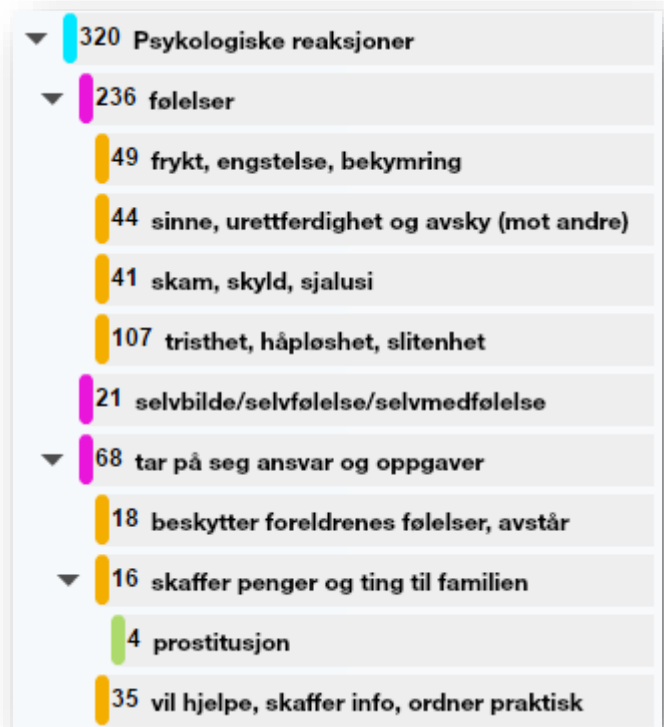 320 Psykologiske reaksjoner
236 følelser
49 frykt, engstelse, bekymring
44 sinne, urettferdighet og avsky (mot andre)
41 skam, skyld, sjalusi
107 tristhet, håpløshet, slitenhet
21 selvbilde/selvfølelse/selvmedfølelse
68 tar på seg ansvar og oppgaver
18 beskytter foreldrenes følelser, avstår
16 skaffer penger og ting til familien
4 prostitusjon
35 vil hjelpe, skaffer info, ordner praktisk